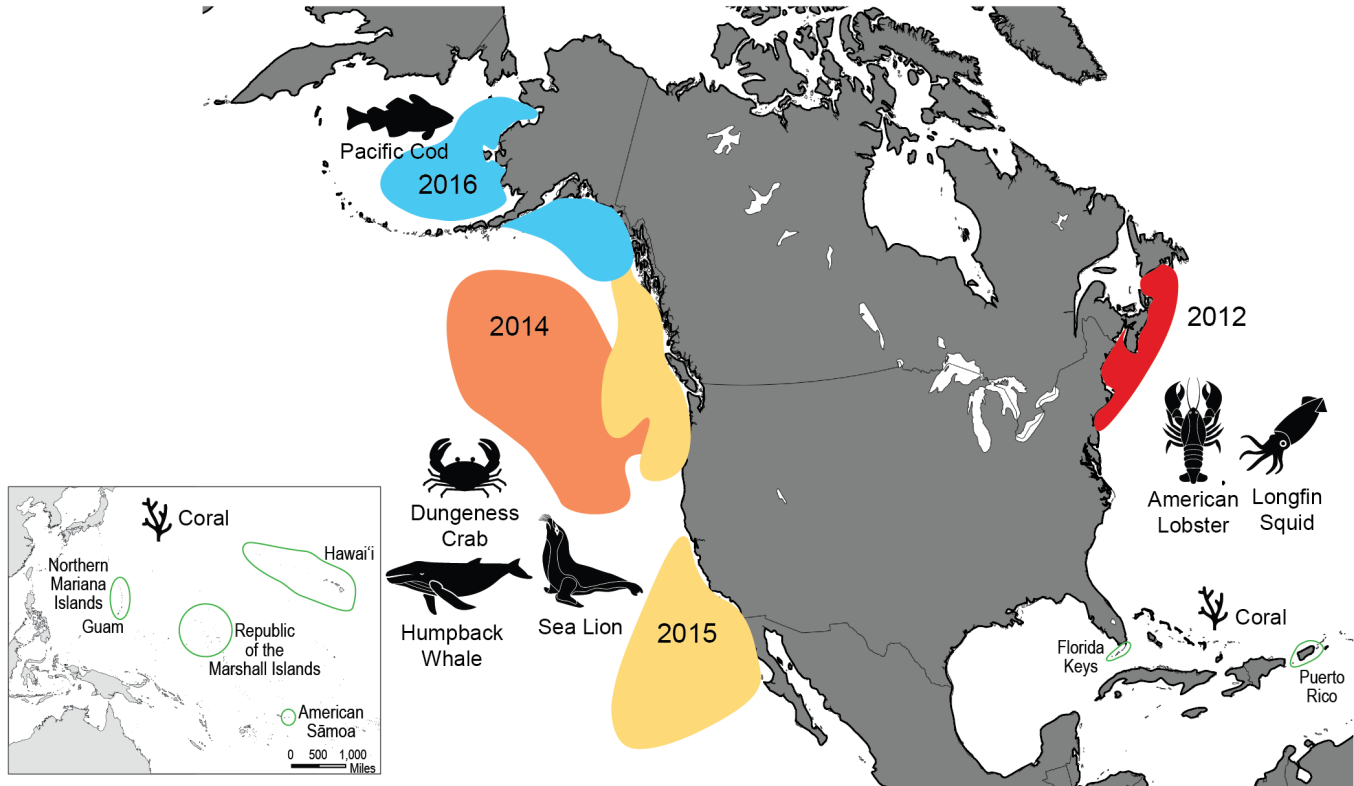 Pacific Cod
2016
2014
2012
Dungeness
Crab
American
Lobster
Longfin
Squid
Humpback
Whale
Sea Lion
2015
Coral
Florida
Keys
Puerto
Rico
Coral
Hawaiʻi
Northern
Mariana
Islands
Guam
Republic
of the
Marshall Islands
American
Sāmoa
0 500 1,000
Miles